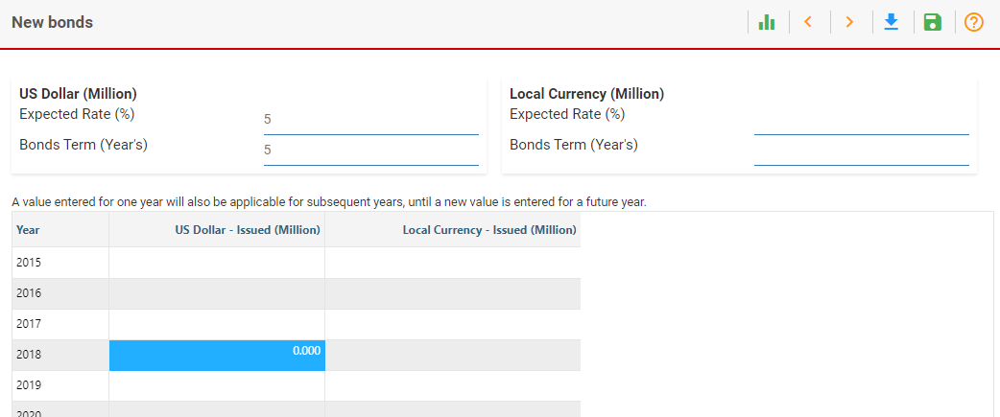 New bonds
US Dollar (Million)
Expected Rate (%)
5
Bonds Term (Year's)
5
Local Currency (Million)
Expected Rate (%)
Bonds Term (Year's)
A value entered for one year will also be applicable for subsequent years, until a new value is entered for a future year.
Year US Dollar - Issued (Million) Local Currency - Issued (Million)
2015
2016
2017
2018 0.000
2019
2020